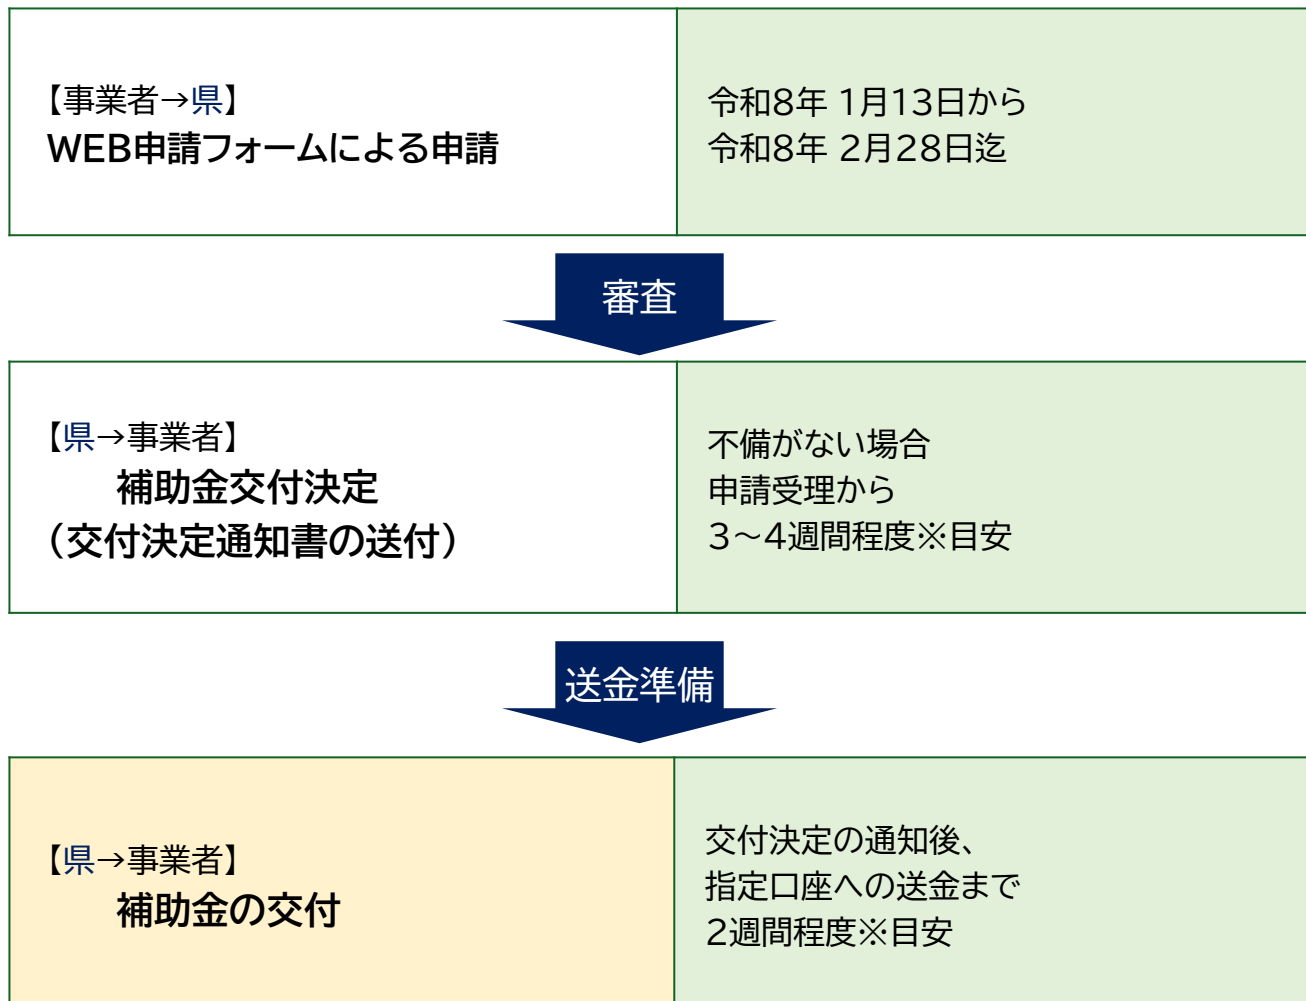 【事業者→県】
WEB申請フォームによる申請
令和8年 1月13日から
令和8年 2月28日迄
審査
【県→事業者】
補助金交付決定
（交付決定通知書の送付）
不備がない場合
申請受理から
3～4週間程度※目安
送金準備
【県→事業者】
補助金の交付
交付決定の通知後、
指定口座への送金まで
2週間程度※目安